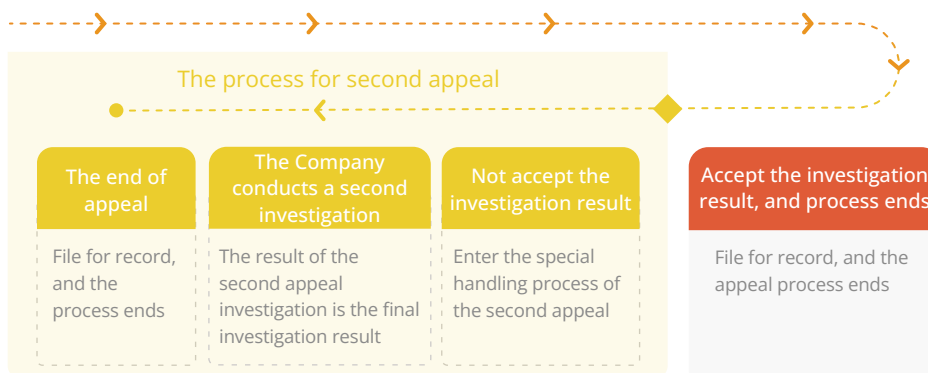 The process for second appeal
The end of
appeal
File for record,
and the
process ends
The Company
conducts a second
investigation
The result of the
second appeal
investigation is the final
investigation result
Not accept the
investigation result
Enter the special
handling process of
the second appeal
Accept the investigation
result, and process ends
File for record, and the
appeal process ends